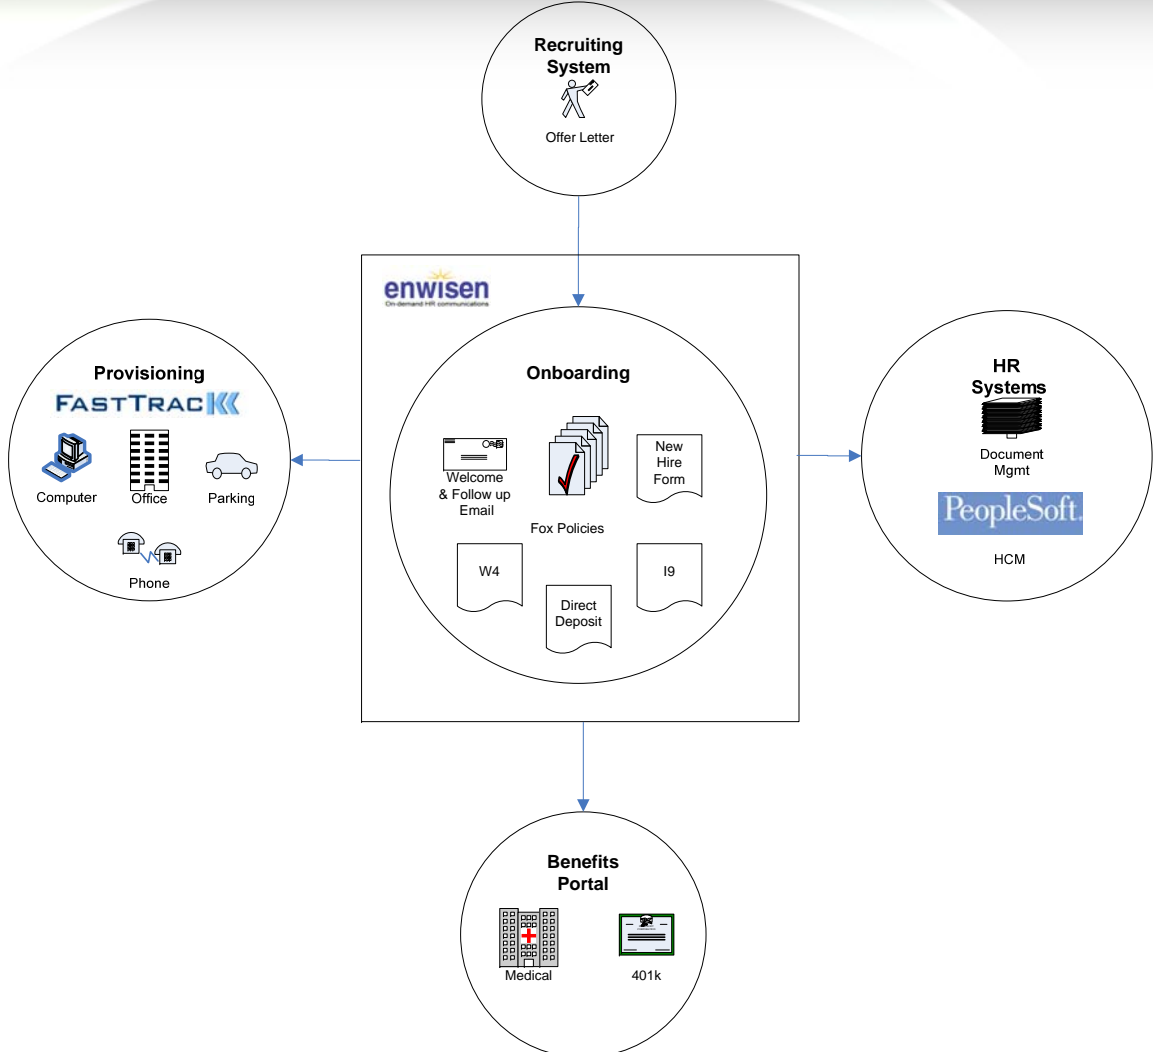 Recruiting
System
Offer Letter
enwisen
On-demand HR communications
Provisioning
FASTTRACK
Computer
Office
Parking
Phone
Onboarding
Welcome
& Follow up
Email
Fox Policies
New
Hire
Form
W4
Direct
Deposit
I9
HR
Systems
Document
Mgmt
PeopleSoft.
HCM
Benefits
Portal
Medical
401k